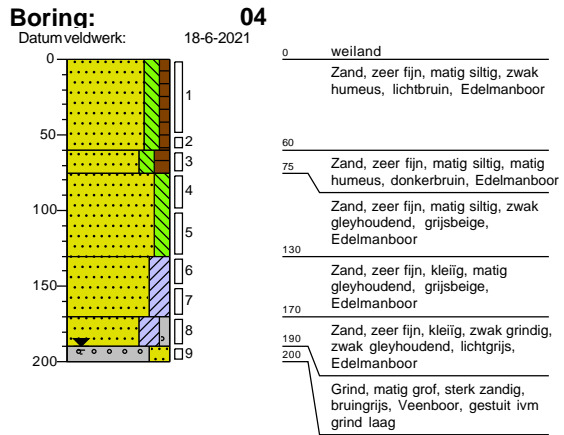 Boring: 04
Datum veldwerk: 18-6-2021
0
50
100
150
200
1
2
3
4
5
6
7
8
9
0 weiland
Zand, zeer fijn, matig siltig, zwak
humeus, lichtbruin, Edelmanboor
60
Zand, zeer fijn, matig siltig, matig
humeus, donkerbruin, Edelmanboor
75
Zand, zeer fijn, matig siltig, zwak
gleyhoudend, grijsbeige,
Edelmanboor
130
Zand, zeer fijn, kleiïg, matig
gleyhoudend, grijsbeige,
Edelmanboor
170
Zand, zeer fijn, kleiïg, zwak grindig,
zwak gleyhoudend, lichtgrijs,
Edelmanboor
190
200
Grind, matig grof, sterk zandig,
bruingrijs, Veenboor, gestuit ivm
grind laag